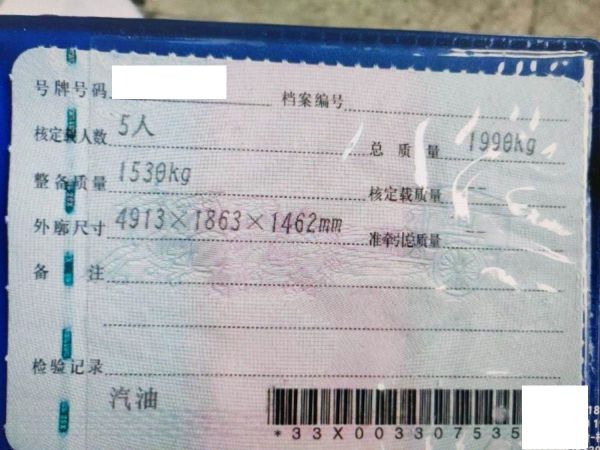 号牌号码 档案编号
核定载人数 5人 总质量 1990kg
整备质量 1530kg 核定载质量 --
外廓尺寸 4913×1863×1462mm 准牵引总质量 --
备注
检验记录
汽油
*33X003307535